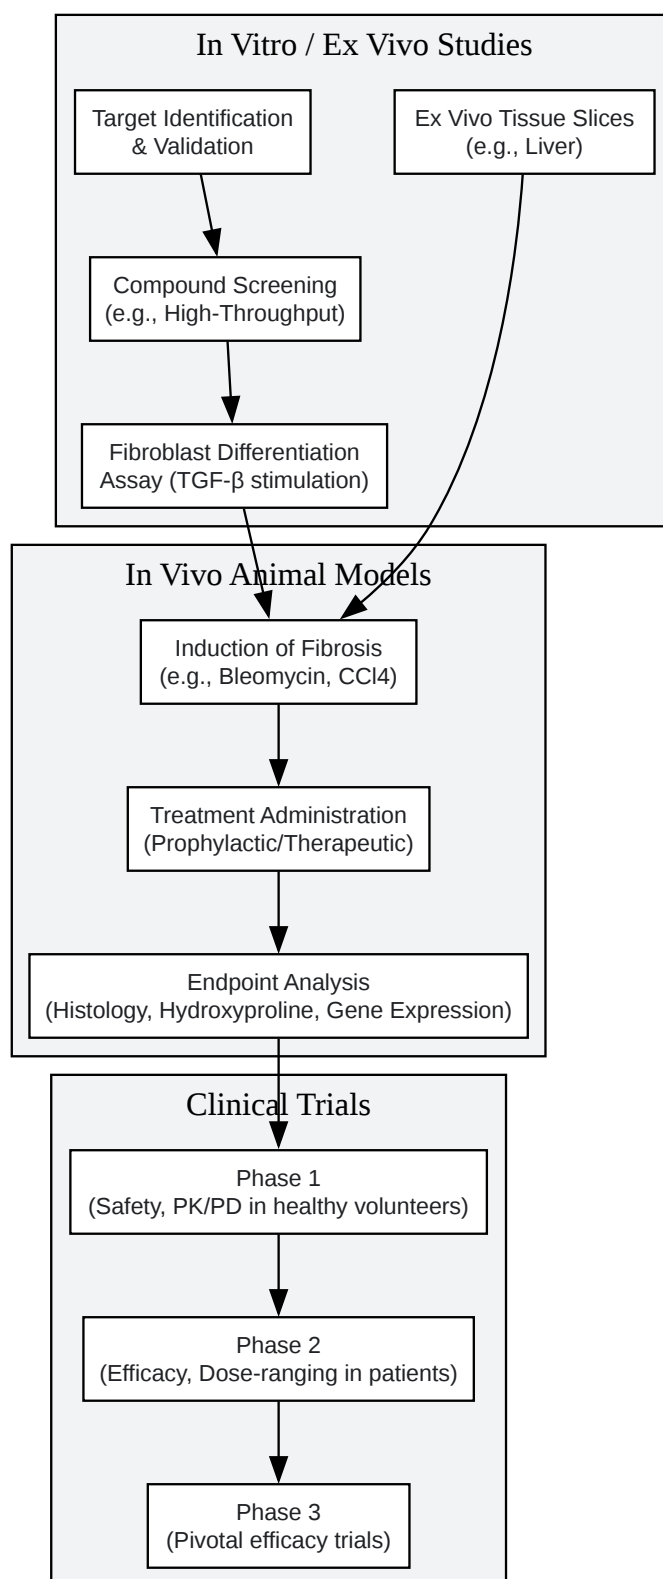 In Vitro / Ex Vivo Studies
Target Identification
& Validation
Ex Vivo Tissue Slices
(e.g., Liver)
Compound Screening
(e.g., High-Throughput)
Fibroblast Differentiation
Assay (TGF-β stimulation)
In Vivo Animal Models
Induction of Fibrosis
(e.g., Bleomycin, CCl4)
Treatment Administration
(Prophylactic/Therapeutic)
Endpoint Analysis
(Histology, Hydroxyproline, Gene Expression)
Clinical Trials
Phase 1
(Safety, PK/PD in healthy volunteers)
Phase 2
(Efficacy, Dose-ranging in patients)
Phase 3
(Pivotal efficacy trials)